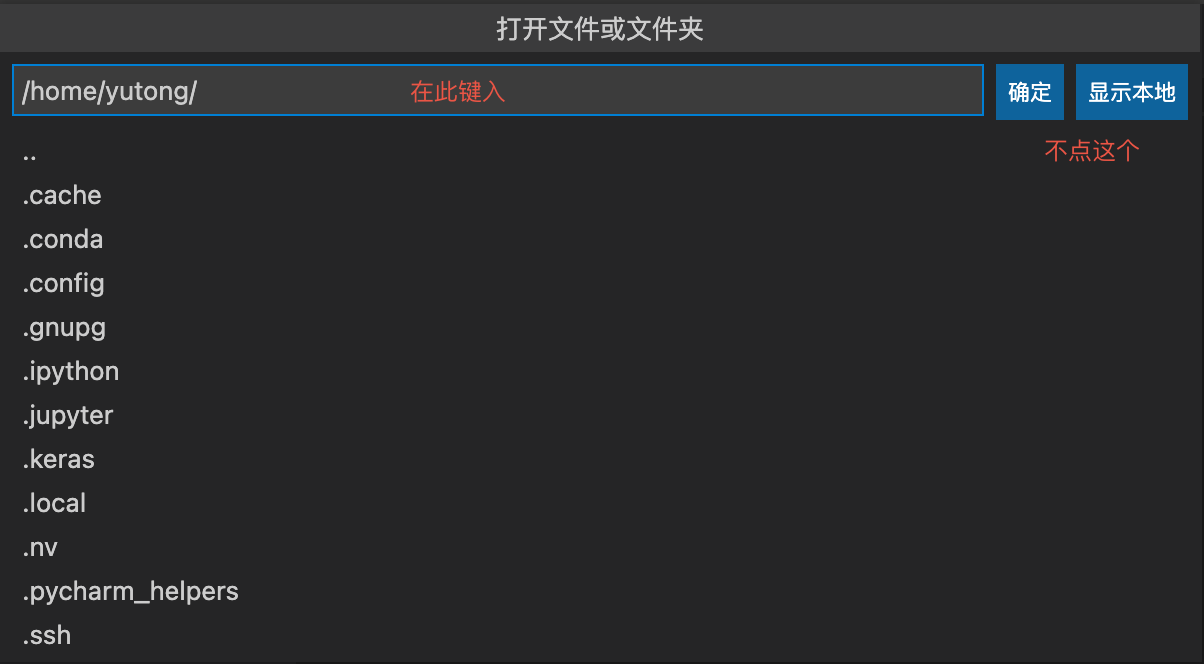 打开文件或文件夹
/home/yutong/ 在此键入 确定 显示本地
不点这个
..
.cache
.conda
.config
.gnupg
.ipython
.jupyter
.keras
.local
.nv
.pycharm_helpers
.ssh